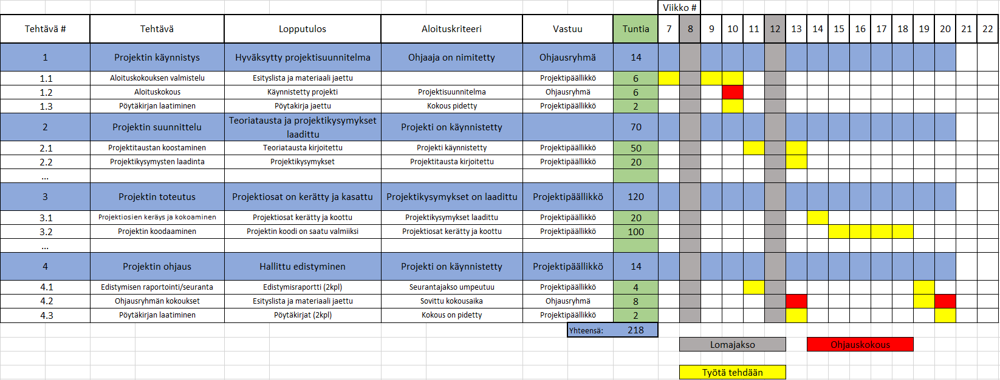 Viikko #
Tehtävä # Tehtävä Lopputulos Aloituskriteeri Vastuu Tuntia 7 8 9 10 11 12 13 14 15 16 17 18 19 20 21 22
1 Projektin käynnistys Hyväksytty projektisuunnitelma Ohjaaja on nimitetty Ohjausryhmä 14
1.1 Aloituskokouksen valmistelu Esityslista ja materiaali jaettu Projektipäällikkö 6
1.2 Aloituskokous Käynnistetty projekti Projektisuunnitelma Ohjausryhmä 6
1.3 Pöytäkirjan laatiminen Pöytakirja jaettu Kokous pidetty Projektipäällikkö 2
2 Projektin suunnittelu Teoriatausta ja projektikysymykset laadittu Projekti on käynnistetty 70
2.1 Projektitaustan koostaminen Teoriatausta kirjoitettu Projekti käynnistetty Projektipäällikkö 50
2.2 Projektikysymysten laadinta Projektikysymykset Projektitausta kirjoitettu Projektipäällikkö 20
...
3 Projektin toteutus Projektiosat on kerätty ja kasattu Projektikysymykset on laadittu Projektipäällikkö 120
3.1 Projektiosien keräys ja kokoaminen Projektiosat kerätty ja koottu Projektikysymykset laadittu Projektipäällikkö 20
3.2 Projektin koodaaminen Projektin koodi on saatu valmiiksi Projektiosat kerätty ja koottu Projektipäällikkö 100
...
4 Projektin ohjaus Hallittu edistyminen Projekti on käynnistetty Projektipäällikkö 14
4.1 Edistymisen raportointi/seuranta Edistymisraportti (2kpl) Seurantajakso umpeutuu Projektipäällikkö 4
4.2 Ohjausryhmän kokoukset Esityslista ja materiaali jaettu Sovittu kokousaika Ohjausryhmä 8
4.3 Pöytäkirjan laatiminen Pöytäkirjat (2kpl) Kokous on pidetty Projektipäällikkö 2
Yhteensä: 218
Lomajakso Ohjauskokous
Työtä tehdään